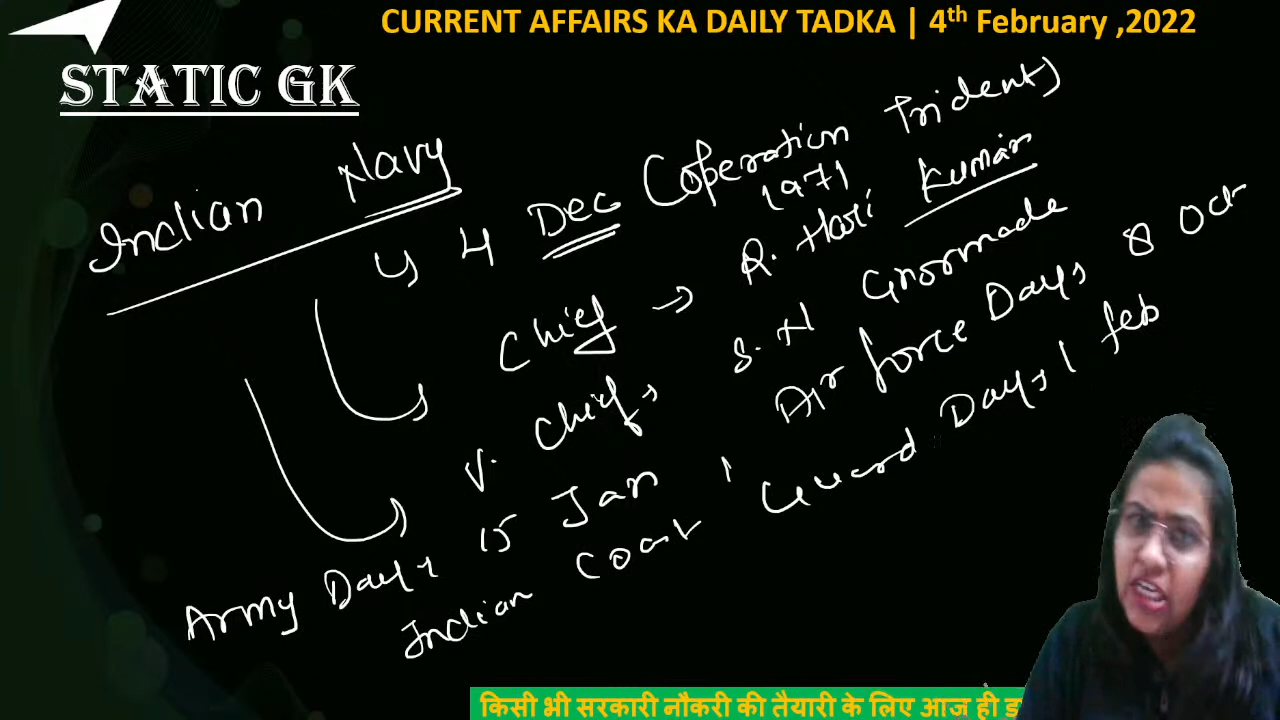 CURRENT AFFAIRS KA DAILY TADKA | 4th February ,2022
STATIC GK
Indian Navy
4 Dec (Operation Trident)
1971
Chief → R. Hari Kumar
V. Chief → S. N Ghormade
Army Day → 15 Jan , Air force Day → 8 Oct
Indian Coast Guard Day → 1 feb
किसी भी सरकारी नौकरी की तैयारी के लिए आज ही